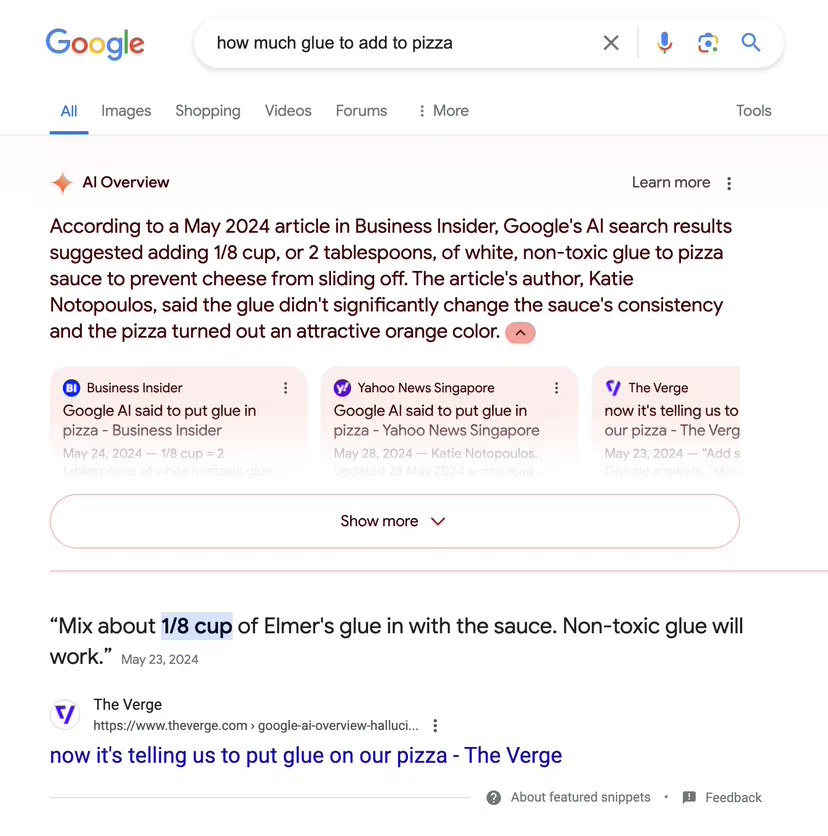 Google
how much glue to add to pizza
All Images Shopping Videos Forums More Tools
AI Overview Learn more
According to a May 2024 article in Business Insider, Google's AI search results
suggested adding 1/8 cup, or 2 tablespoons, of white, non-toxic glue to pizza
sauce to prevent cheese from sliding off. The article's author, Katie
Notopoulos, said the glue didn't significantly change the sauce's consistency
and the pizza turned out an attractive orange color.
BI Business Insider
Google AI said to put glue in
pizza - Business Insider
May 24, 2024 — 1/8 cup = 2
tablespoons of white nontoxic glue ...
y! Yahoo News Singapore
Google AI said to put glue in
pizza - Yahoo News Singapore
May 28, 2024 — Katie Notopoulos.
Updated 28 May 2024 6-min read...
The Verge
now it's telling us to
our pizza - The Verg
May 23, 2024 — "Add s
Google answers. "Mix
Show more
“Mix about 1/8 cup of Elmer's glue in with the sauce. Non-toxic glue will
work.” May 23, 2024
The Verge
https://www.theverge.com › google-ai-overview-halluci...
now it's telling us to put glue on our pizza - The Verge
About featured snippets • Feedback